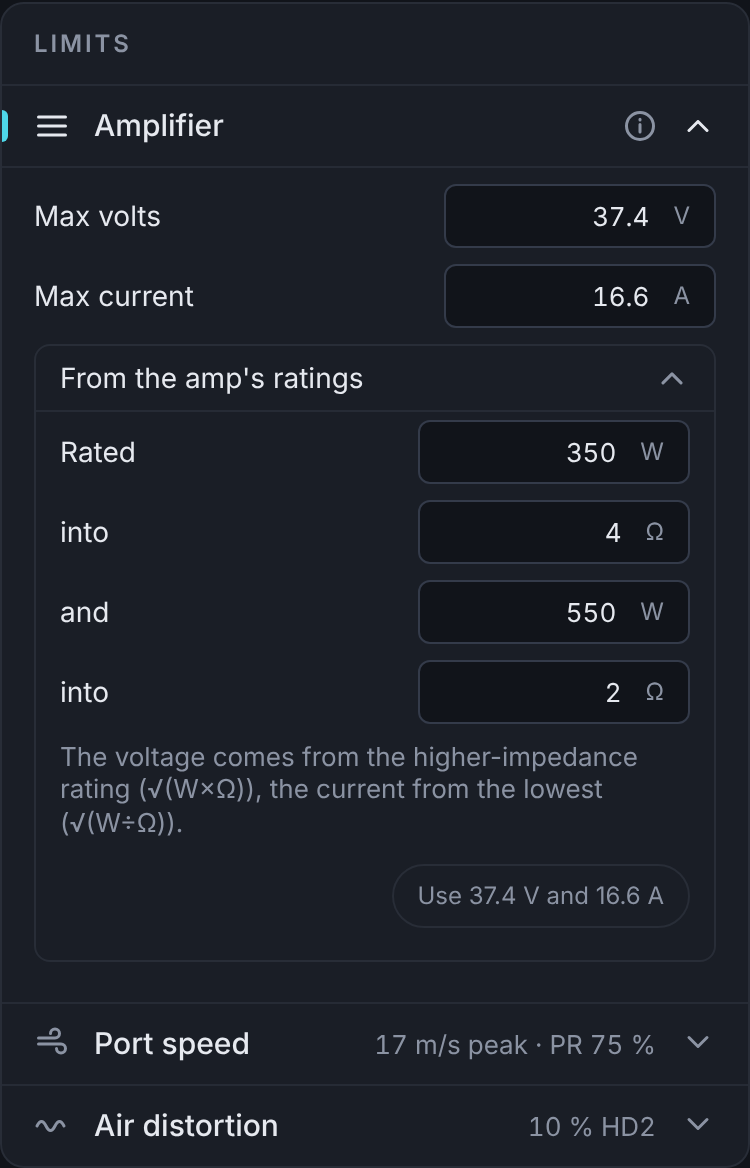 LIMITS
Amplifier
Max volts 37.4 V
Max current 16.6 A
From the amp's ratings
Rated 350 W
into 4 Ω
and 550 W
into 2 Ω
The voltage comes from the higher-impedance
rating (√(W×Ω)), the current from the lowest
(√(W÷Ω)).
Use 37.4 V and 16.6 A
Port speed 17 m/s peak · PR 75 %
Air distortion 10 % HD2